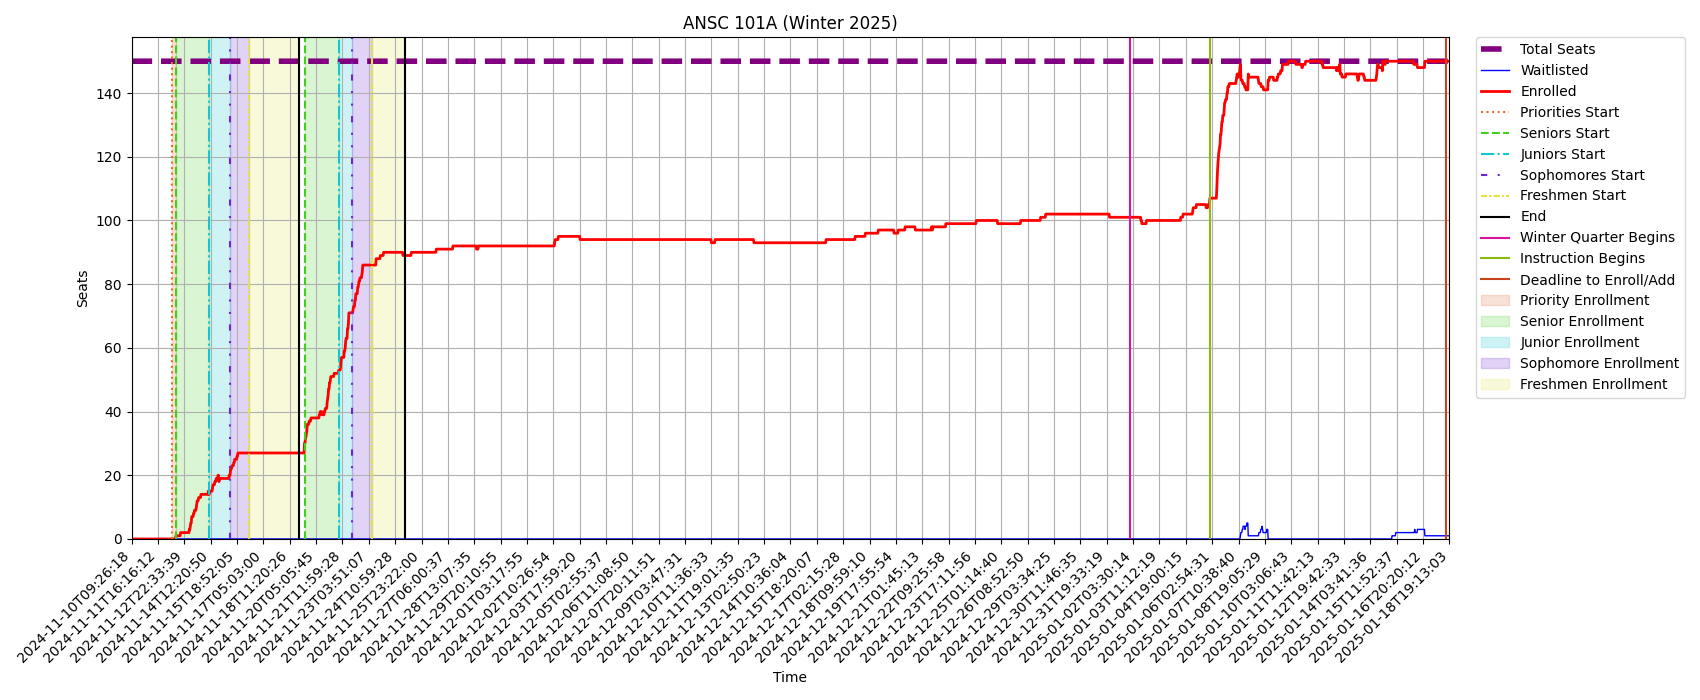 ANSC 101A (Winter 2025)
Total Seats
Waitlisted
Enrolled
Priorities Start
Seniors Start
Juniors Start
Sophomores Start
Freshmen Start
End
Winter Quarter Begins
Instruction Begins
Deadline to Enroll/Add
Priority Enrollment
Senior Enrollment
Junior Enrollment
Sophomore Enrollment
Freshmen Enrollment
Seats
140
120
100
80
60
40
20
0
2024-11-10T09:26:18
2024-11-11T16:16:12
2024-11-12T22:33:39
2024-11-14T12:20:50
2024-11-15T18:52:05
2024-11-17T05:03:00
2024-11-18T11:20:26
2024-11-20T05:05:45
2024-11-21T11:59:28
2024-11-23T03:51:07
2024-11-24T10:59:28
2024-11-25T23:22:00
2024-11-27T06:00:37
2024-11-28T13:07:35
2024-11-29T20:10:55
2024-12-01T03:17:55
2024-12-02T10:26:54
2024-12-03T17:59:20
2024-12-05T02:55:37
2024-12-06T11:08:50
2024-12-07T20:11:51
2024-12-09T03:47:31
2024-12-10T11:36:33
2024-12-11T19:01:35
2024-12-13T02:50:23
2024-12-14T10:36:04
2024-12-15T18:20:07
2024-12-17T02:15:28
2024-12-18T09:59:10
2024-12-19T17:55:54
2024-12-21T01:45:13
2024-12-22T09:25:58
2024-12-23T17:11:56
2024-12-25T01:14:40
2024-12-26T08:52:50
2024-12-29T03:34:25
2024-12-30T11:46:35
2024-12-31T19:33:19
2025-01-02T03:30:14
2025-01-03T11:12:19
2025-01-04T19:00:15
2025-01-06T02:54:31
2025-01-07T10:38:40
2025-01-08T19:05:29
2025-01-10T03:06:43
2025-01-11T11:42:13
2025-01-12T19:42:33
2025-01-14T03:41:36
2025-01-15T11:52:37
2025-01-16T20:20:12
2025-01-18T19:13:03
Time